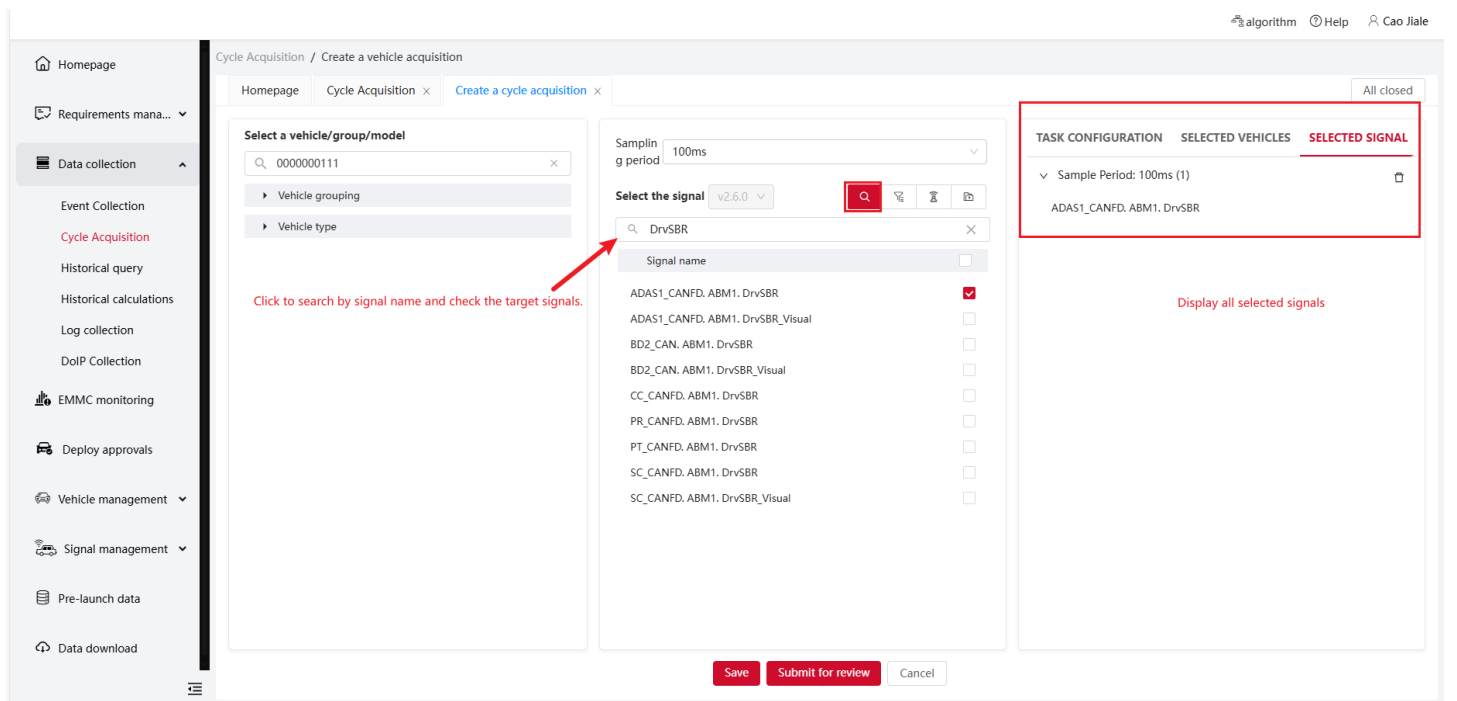 algorithm Help Cao Jiale
Homepage
Requirements mana...
Data collection
Event Collection
Cycle Acquisition
Historical query
Historical calculations
Log collection
DoIP Collection
EMMC monitoring
Deploy approvals
Vehicle management
Signal management
Pre-launch data
Data download
Cycle Acquisition / Create a vehicle acquisition
Homepage Cycle Acquisition × Create a cycle acquisition × All closed
Select a vehicle/group/model
0000000111
Vehicle grouping
Vehicle type
Click to search by signal name and check the target signals.
Samplin
g period
100ms
Select the signal v2.6.0
DrvSBR
Signal name
ADAS1_CANFD. ABM1. DrvSBR
ADAS1_CANFD. ABM1. DrvSBR_Visual
BD2_CAN. ABM1. DrvSBR
BD2_CAN. ABM1. DrvSBR_Visual
CC_CANFD. ABM1. DrvSBR
PR_CANFD. ABM1. DrvSBR
PT_CANFD. ABM1. DrvSBR
SC_CANFD. ABM1. DrvSBR
SC_CANFD. ABM1. DrvSBR_Visual
TASK CONFIGURATION SELECTED VEHICLES SELECTED SIGNAL
Sample Period: 100ms (1)
ADAS1_CANFD. ABM1. DrvSBR
Display all selected signals
Save Submit for review Cancel